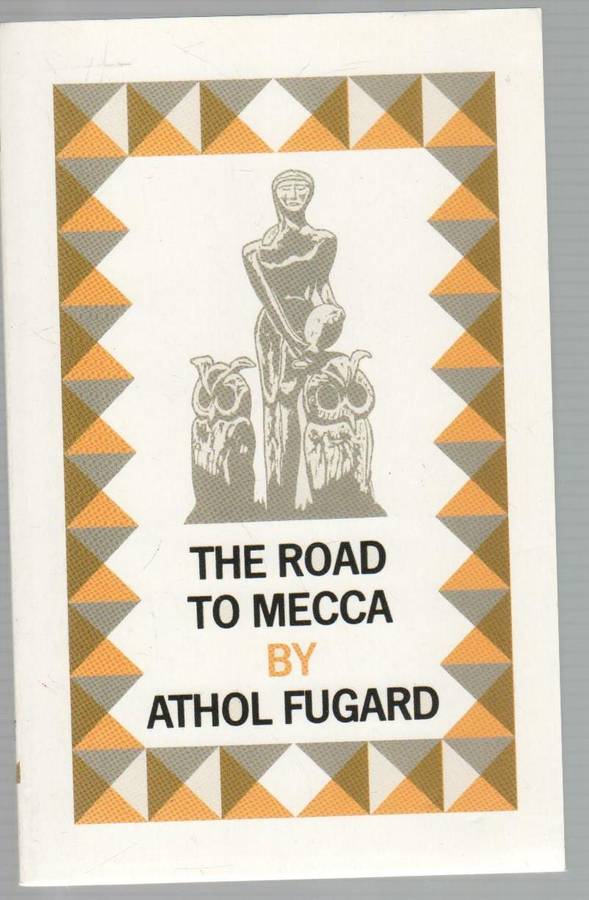 THE ROAD
TO MECCA
BY
ATHOL FUGARD